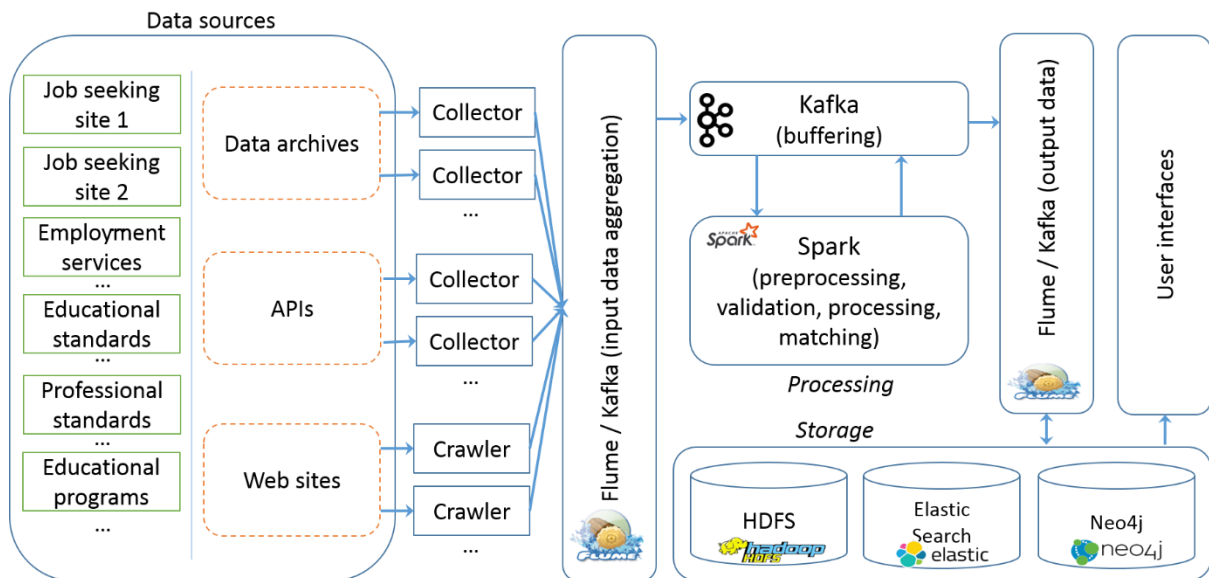 Data sources
Job seeking
site 1
Job seeking
site 2
Employment
services
...
Educational
standards
...
Professional
standards
...
Educational
programs
...
Data archives
APIs
Web sites
Collector
Collector
...
Collector
Collector
...
Crawler
Crawler
...
Flume / Kafka (input data aggregation)
FLUME
Kafka
(buffering)
APACHE
Spark
Spark
(preprocessing,
validation, processing,
matching)
Processing
Flume / Kafka (output data)
FLUME
User interfaces
Storage
HDFS
hadoop
HDFS
Elastic
Search
elastic
Neo4j
neo4j